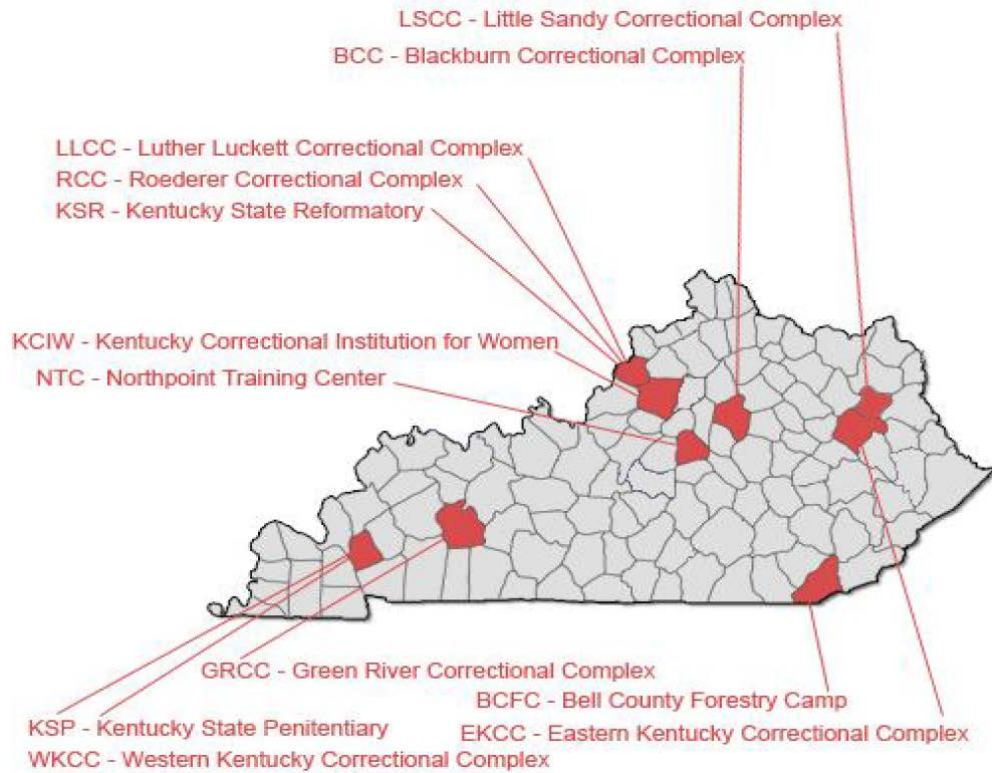 LSCC - Little Sandy Correctional Complex
BCC - Blackburn Correctional Complex
LLCC - Luther Luckett Correctional Complex
RCC - Roederer Correctional Complex
KSR - Kentucky State Reformatory
KCIW - Kentucky Correctional Institution for Women
NTC - Northpoint Training Center
GRCC - Green River Correctional Complex
BCFC - Bell County Forestry Camp
KSP - Kentucky State Penitentiary
EKCC - Eastern Kentucky Correctional Complex
WKCC - Western Kentucky Correctional Complex